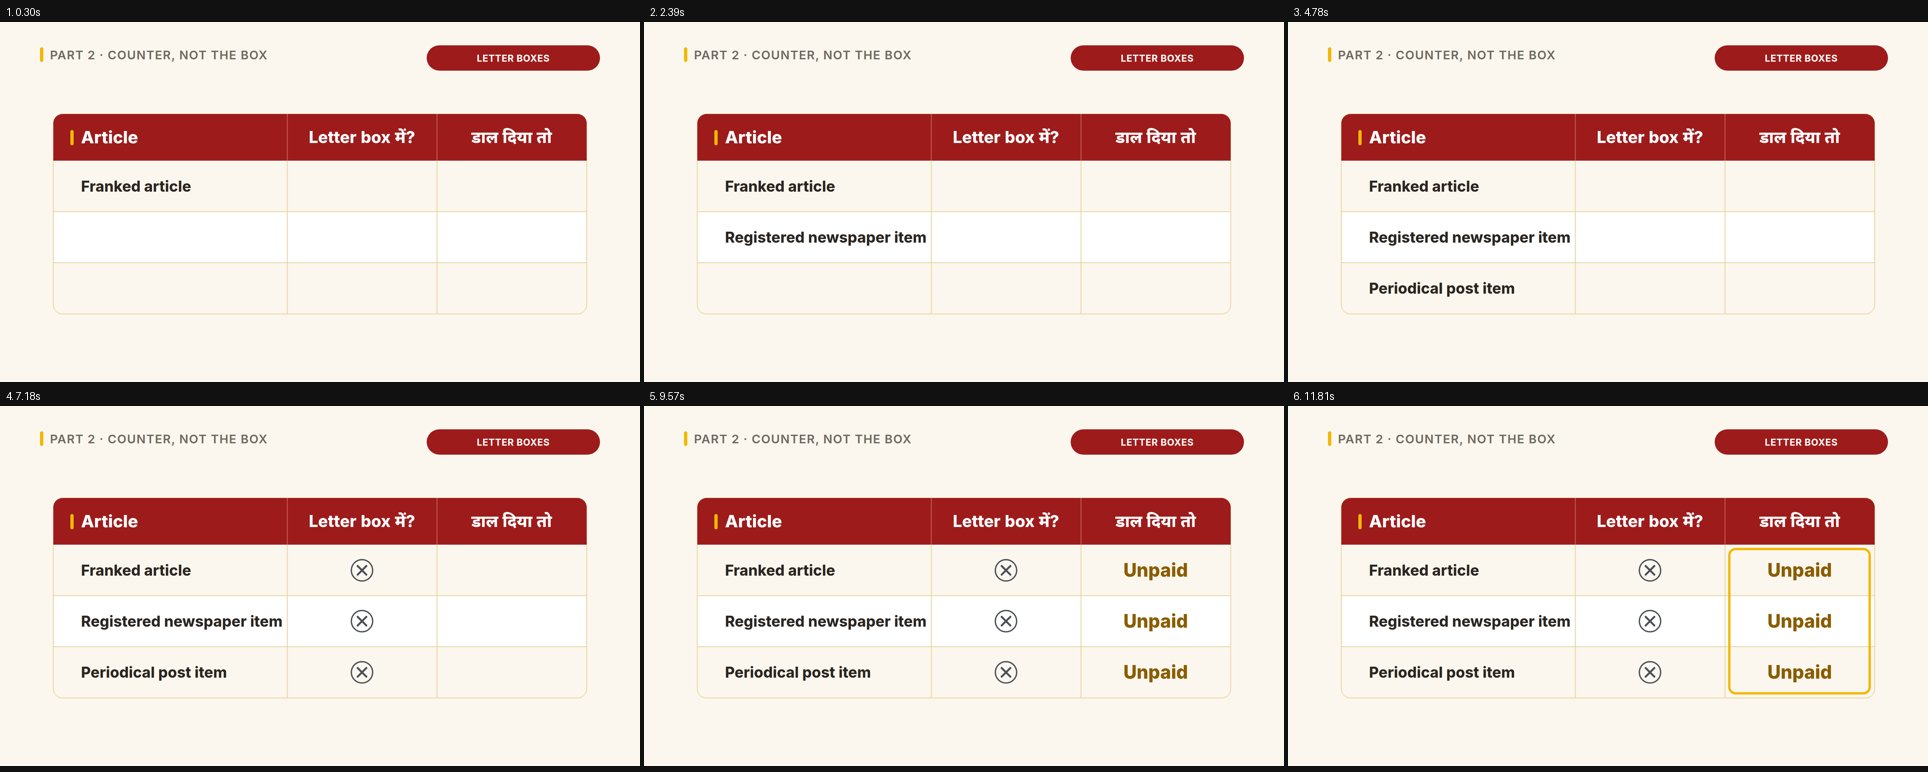 1. 0.30s
PART 2 · COUNTER, NOT THE BOX
LETTER BOXES
Article Letter box में? डाल दिया तो
Franked article
2. 2.39s
PART 2 · COUNTER, NOT THE BOX
LETTER BOXES
Article Letter box में? डाल दिया तो
Franked article
Registered newspaper item
3. 4.78s
PART 2 · COUNTER, NOT THE BOX
LETTER BOXES
Article Letter box में? डाल दिया तो
Franked article
Registered newspaper item
Periodical post item
4. 7.18s
PART 2 · COUNTER, NOT THE BOX
LETTER BOXES
Article Letter box में? डाल दिया तो
Franked article
Registered newspaper item
Periodical post item
5. 9.57s
PART 2 · COUNTER, NOT THE BOX
LETTER BOXES
Article Letter box में? डाल दिया तो
Franked article Unpaid
Registered newspaper item Unpaid
Periodical post item Unpaid
6. 11.81s
PART 2 · COUNTER, NOT THE BOX
LETTER BOXES
Article Letter box में? डाल दिया तो
Franked article Unpaid
Registered newspaper item Unpaid
Periodical post item Unpaid